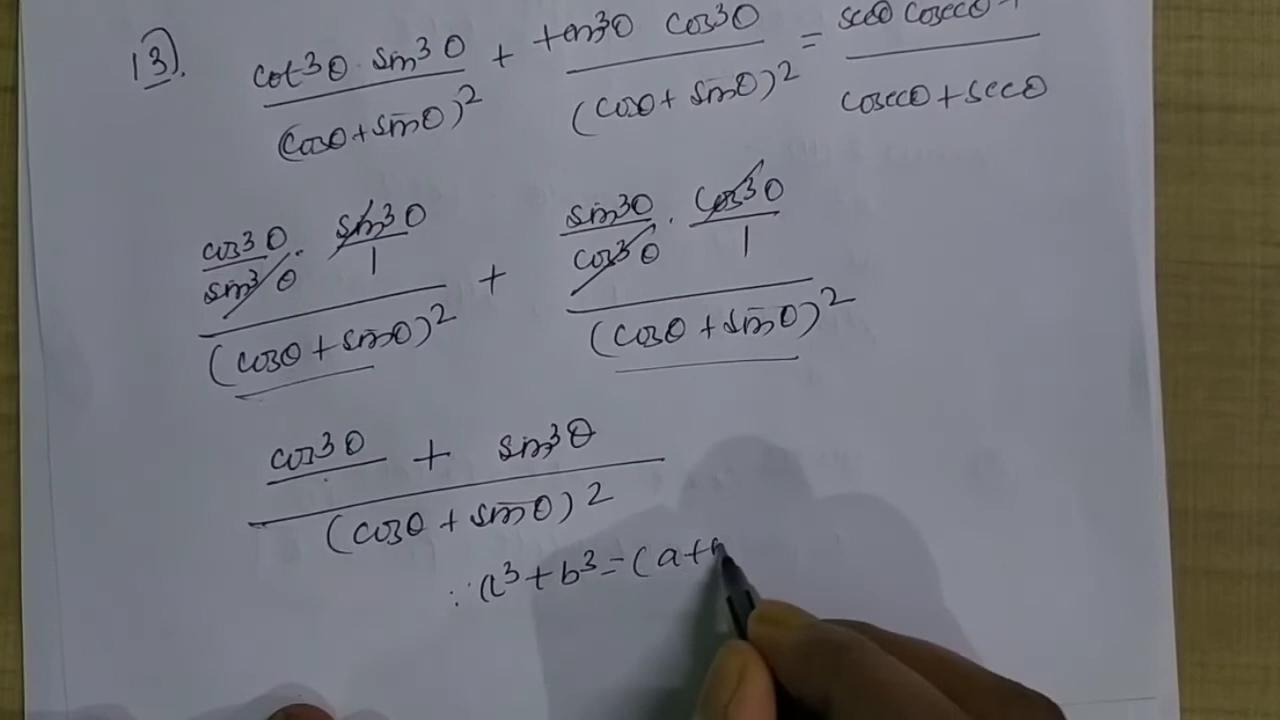 13). cot³θ sin³θ / (cosθ+sinθ)² + tan³θ cos³θ / (cosθ+sinθ)² = secθ cosecθ - / cosecθ+secθ
cos³θ/sin³θ · sin³θ/1 / (cosθ+sinθ)² + sin³θ/cos³θ · cos³θ/1 / (cosθ+sinθ)²
cos³θ + sin³θ / (cosθ+sinθ)²
∵ a³+b³=(a+